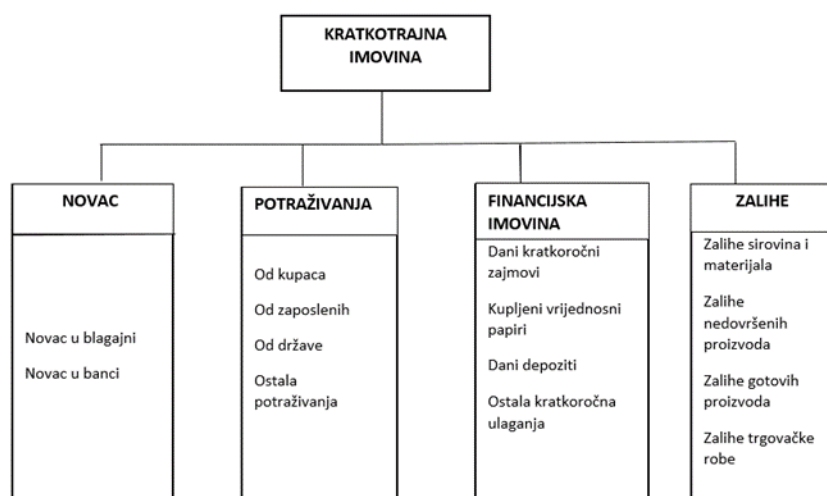 KRATKOTRAJNA
IMOVINA
NOVAC
Novac u blagajni
Novac u banci
POTRAŽIVANJA
Od kupaca
Od zaposlenih
Od države
Ostala
potraživanja
FINANCIJSKA
IMOVINA
Dani kratkoročni
zajmovi
Kupljeni vrijednosni
papiri
Dani depoziti
Ostala kratkoročna
ulaganja
ZALIHE
Zalihe sirovina i
materijala
Zalihe
nedovršenih
proizvoda
Zalihe gotovih
proizvoda
Zalihe trgovačke
robe